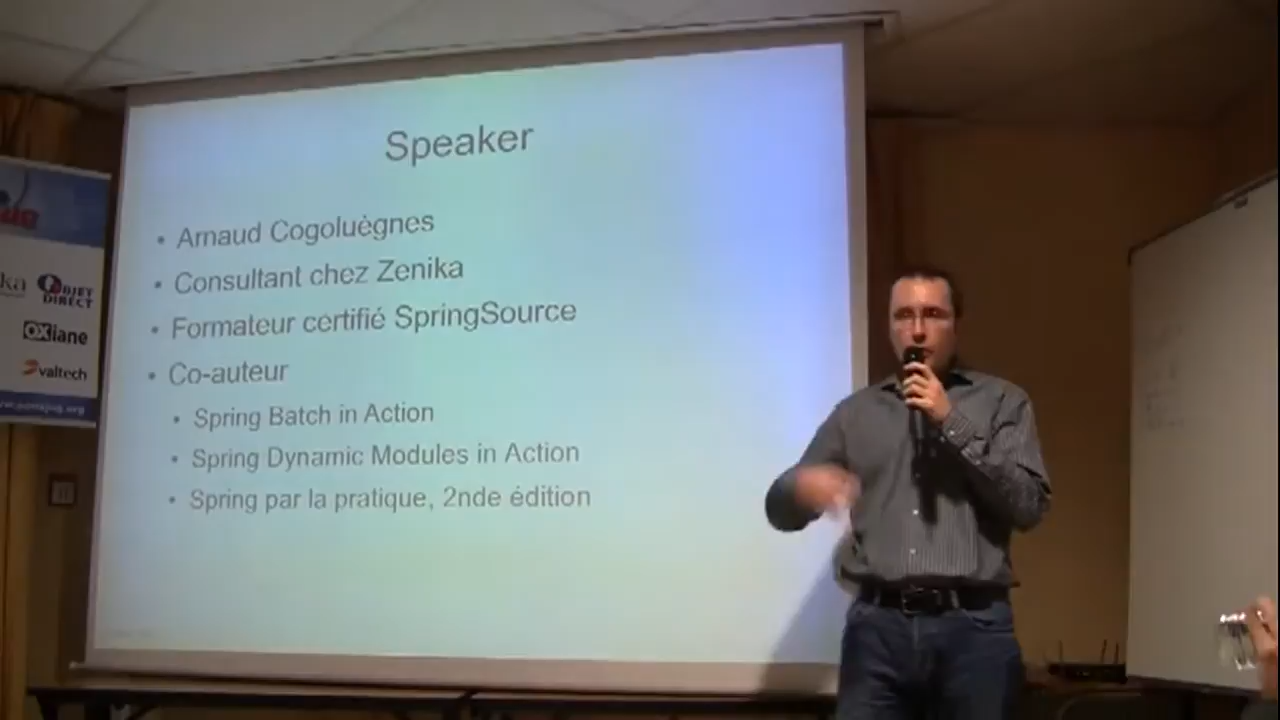 Speaker
• Arnaud Cogoluègnes
• Consultant chez Zenika
• Formateur certifié SpringSource
• Co-auteur
• Spring Batch in Action
• Spring Dynamic Modules in Action
• Spring par la pratique, 2nde édition
OBJET
DIRECT
OXiane
valtech